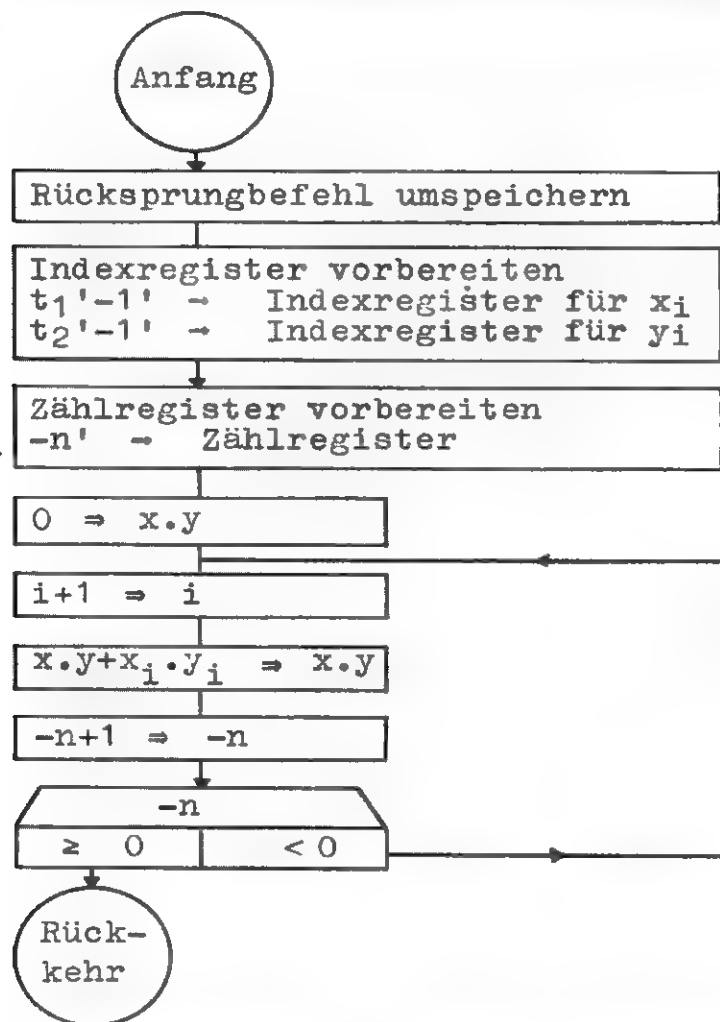 Anfang
Rücksprungbefehl umspeichern
Indexregister vorbereiten
t₁'-1' → Indexregister für xᵢ
t₂'-1' → Indexregister für yᵢ
Zählregister vorbereiten
-n' → Zählregister
0 ⇒ x.y
i+1 ⇒ i
x.y+xᵢ.yᵢ ⇒ x.y
-n+1 ⇒ -n
-n
≥ 0 < 0
Rück-
kehr